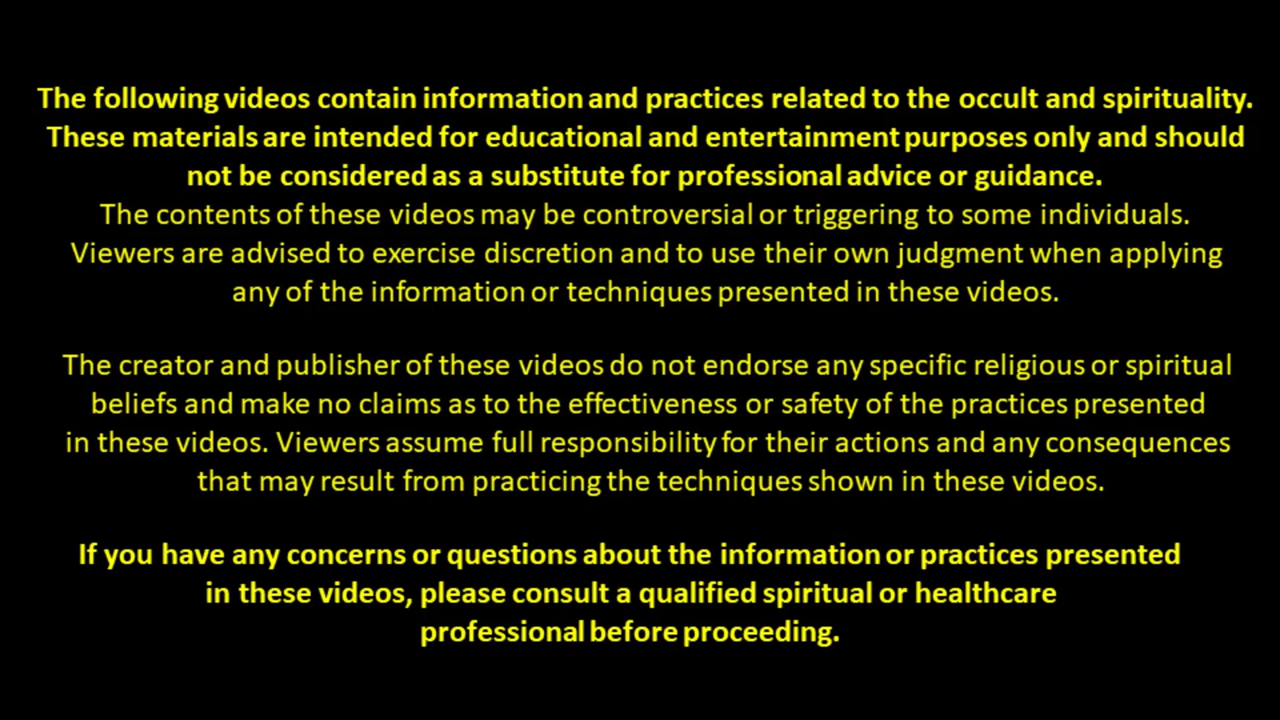 The following videos contain information and practices related to the occult and spirituality.
These materials are intended for educational and entertainment purposes only and should
not be considered as a substitute for professional advice or guidance.
The contents of these videos may be controversial or triggering to some individuals.
Viewers are advised to exercise discretion and to use their own judgment when applying
any of the information or techniques presented in these videos.
The creator and publisher of these videos do not endorse any specific religious or spiritual
beliefs and make no claims as to the effectiveness or safety of the practices presented
in these videos. Viewers assume full responsibility for their actions and any consequences
that may result from practicing the techniques shown in these videos.
If you have any concerns or questions about the information or practices presented
in these videos, please consult a qualified spiritual or healthcare
professional before proceeding.